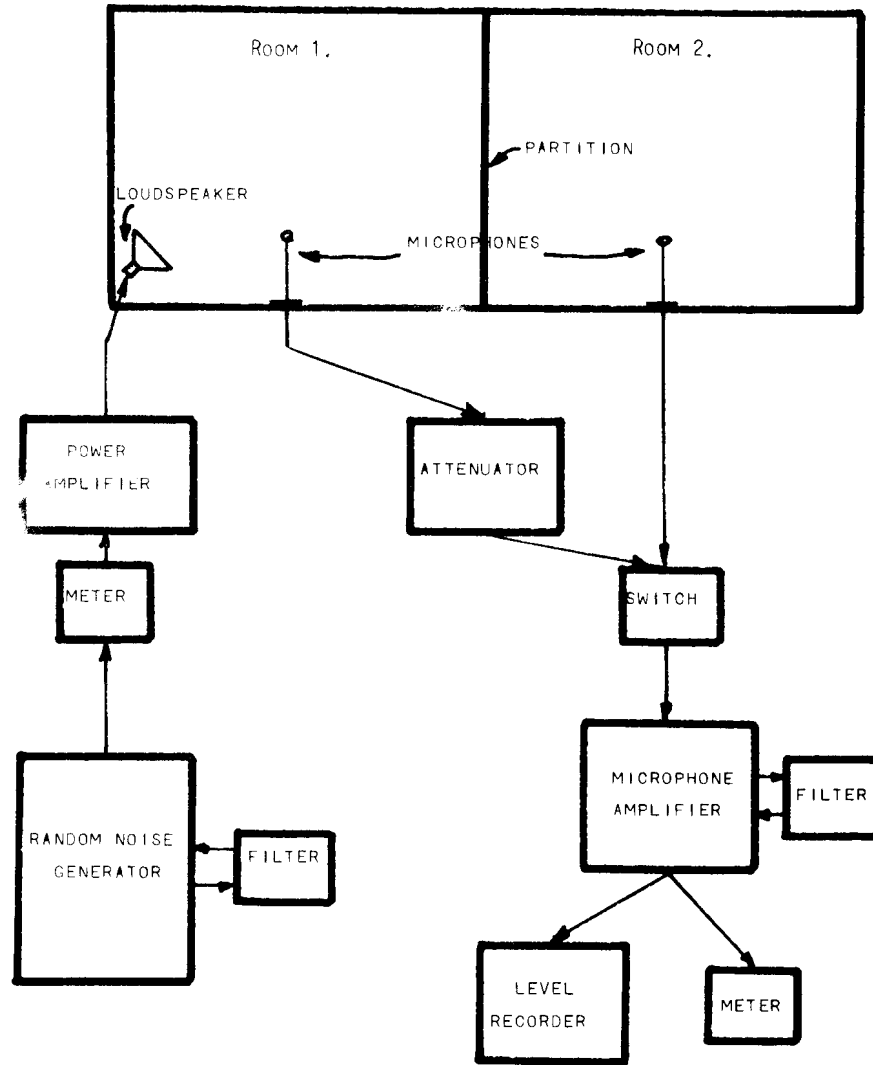 Room 1.
Room 2.
PARTITION
LOUDSPEAKER
MICROPHONES
POWER
AMPLIFIER
ATTENUATOR
METER
SWITCH
MICROPHONE
AMPLIFIER
FILTER
RANDOM NOISE
GENERATOR
FILTER
LEVEL
RECORDER
METER